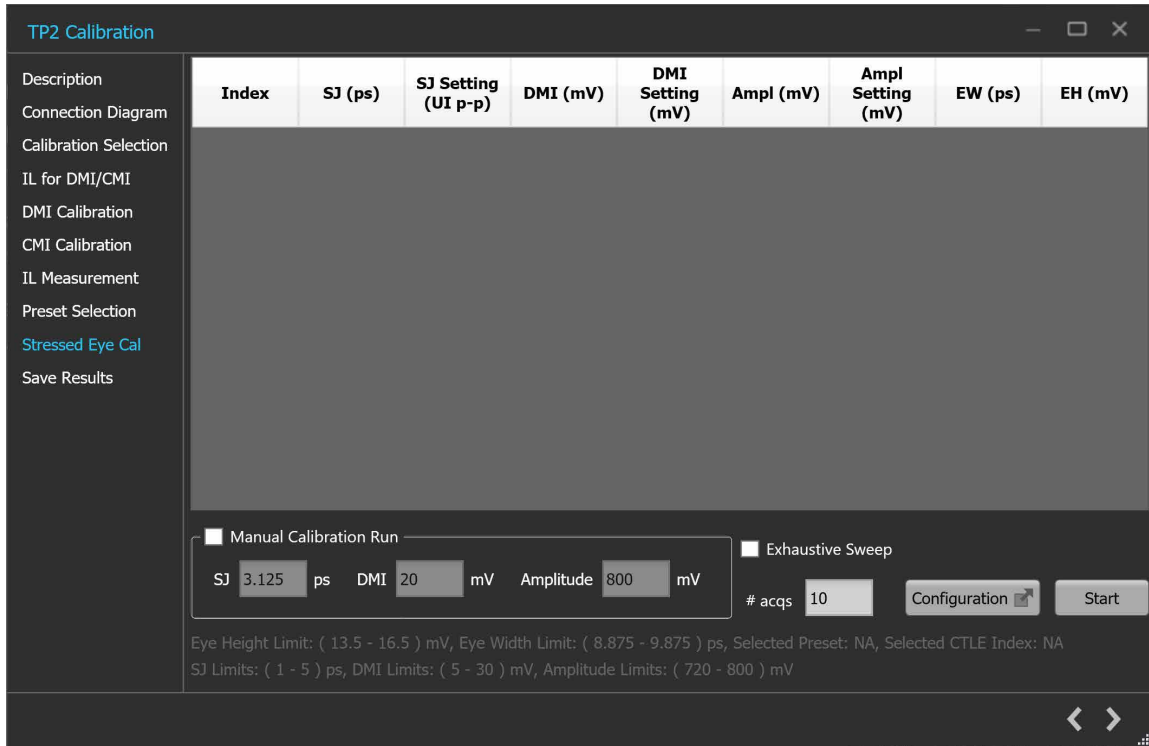 TP2 Calibration
Description
Connection Diagram
Calibration Selection
IL for DMI/CMI
DMI Calibration
CMI Calibration
IL Measurement
Preset Selection
Stressed Eye Cal
Save Results
Index
SJ (ps)
SJ Setting
(UI p-p)
DMI (mV)
DMI
Setting
(mV)
Ampl (mV)
Ampl
Setting
(mV)
EW (ps)
EH (mV)
Manual Calibration Run
SJ 3.125 ps DMI 20 mV Amplitude 800 mV
Exhaustive Sweep
# acqs 10 Configuration Start
Eye Height Limit: ( 13.5 - 16.5 ) mV, Eye Width Limit: ( 8.875 - 9.875 ) ps, Selected Preset: NA, Selected CTLE Index: NA
SJ Limits: ( 1 - 5 ) ps, DMI Limits: ( 5 - 30 ) mV, Amplitude Limits: ( 720 - 800 ) mV